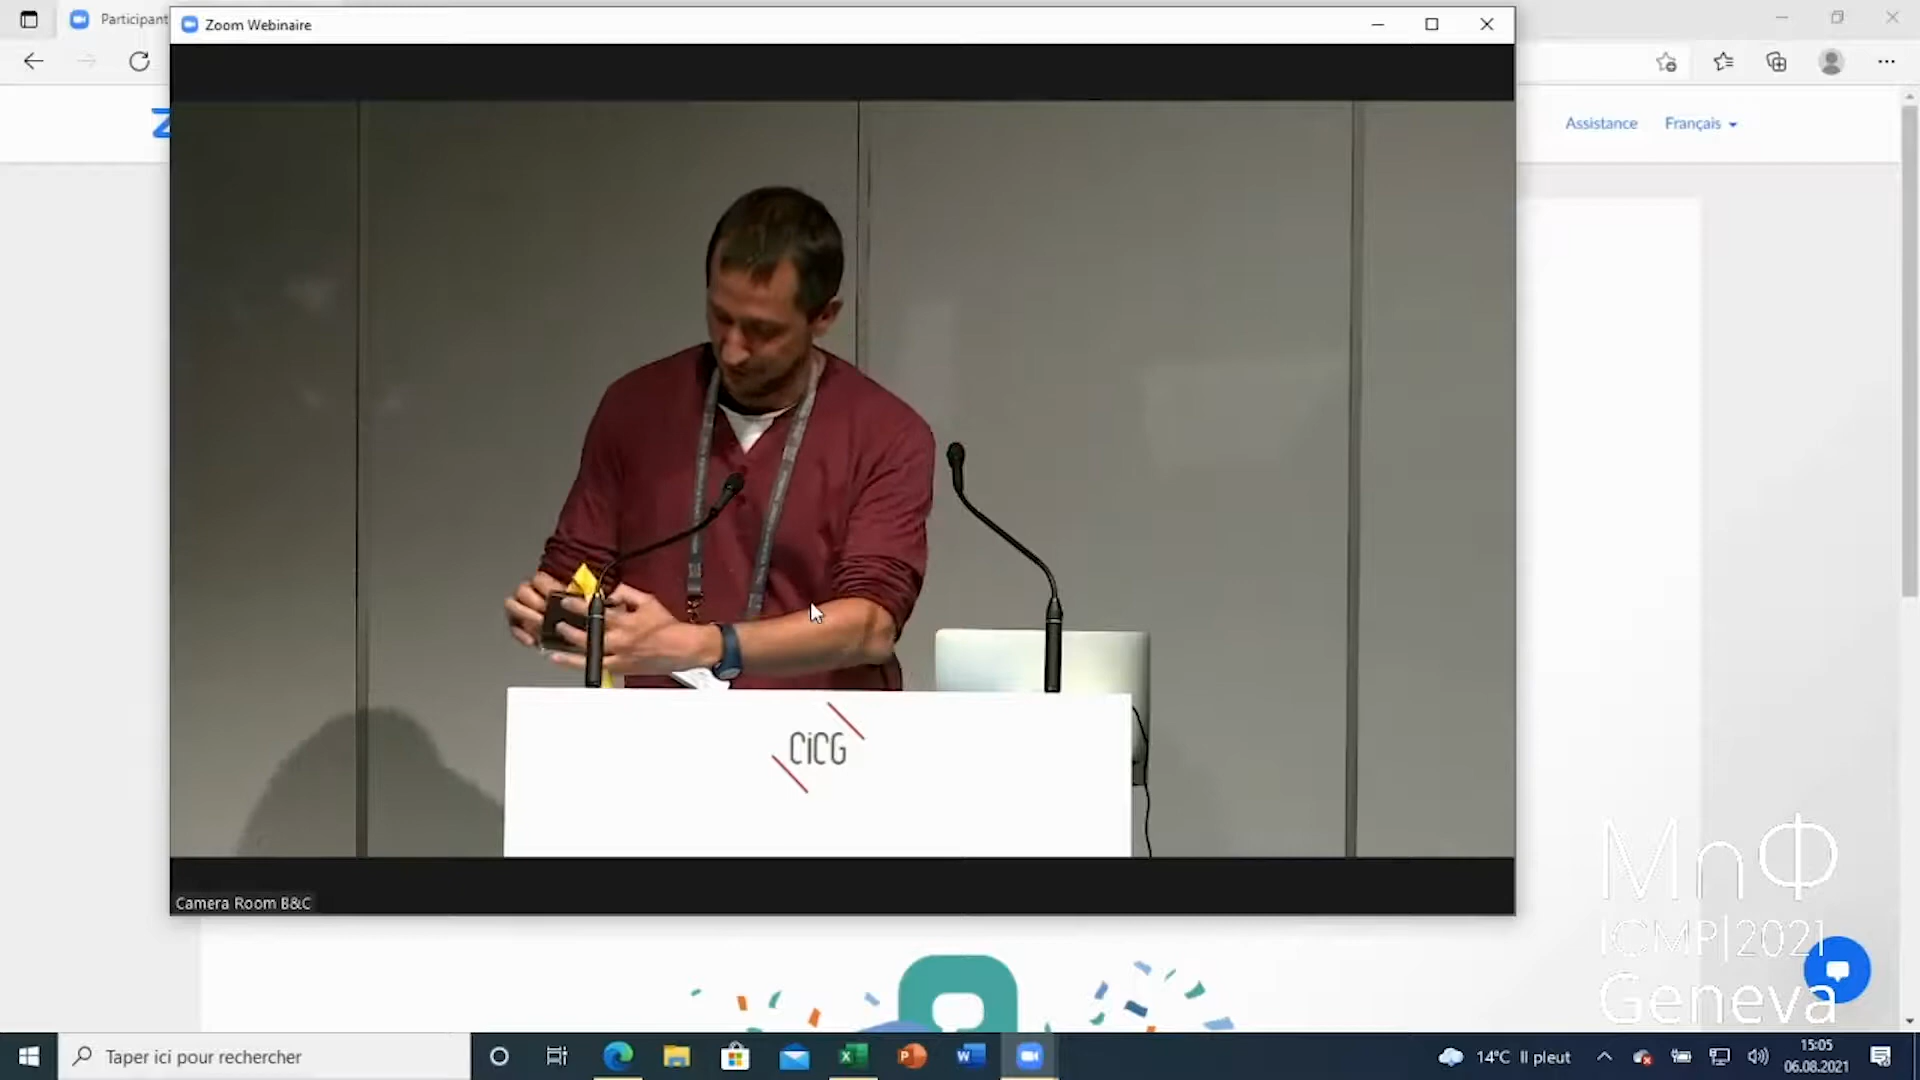 Participant
Zoom Webinaire
Assistance
Français
CiCG
Camera Room B&C
MnΦ
ICMP|2021
Geneva
Taper ici pour rechercher
14°C Il pleut
15:05
06.08.2021